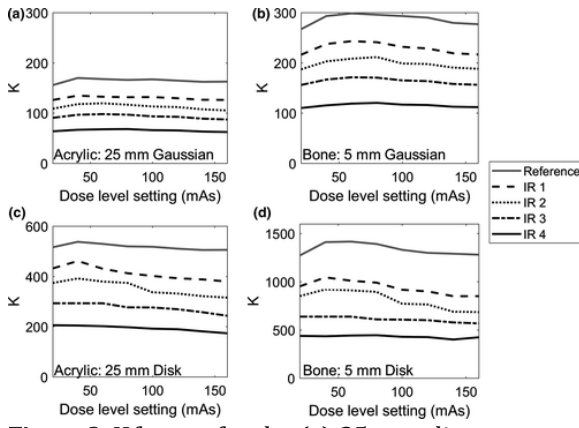 (a)
300
200
100
0
K
Acrylic: 25 mm Gaussian
50 100 150
Dose level setting (mAs)
(b)
300
200
100
0
K
Bone: 5 mm Gaussian
50 100 150
Dose level setting (mAs)
Reference
IR 1
IR 2
IR 3
IR 4
(c)
600
400
200
0
K
Acrylic: 25 mm Disk
50 100 150
Dose level setting (mAs)
(d)
1500
1000
500
0
K
Bone: 5 mm Disk
50 100 150
Dose level setting (mAs)